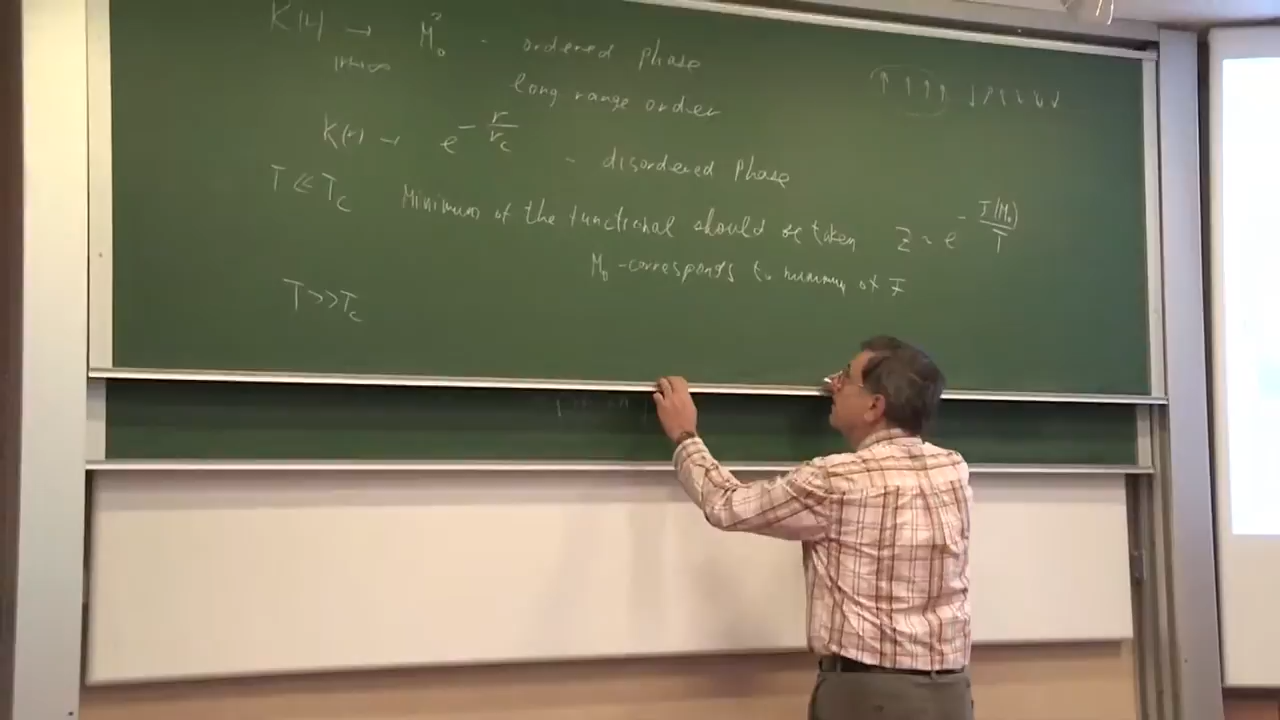 K(r) → M₀² - ordered phase
|r|→∞
long range order
↑ ↑ ↑ ↑ ↓ ↑ ↑ ↓ ↓ ↓
K(r) → e^{-r/r_c} - disordered phase
T ≪ T_c Minimum of the functional should be taken Z ~ e^{-F(M₀)/T}
M₀ - corresponds to minimum of F
T >> T_c